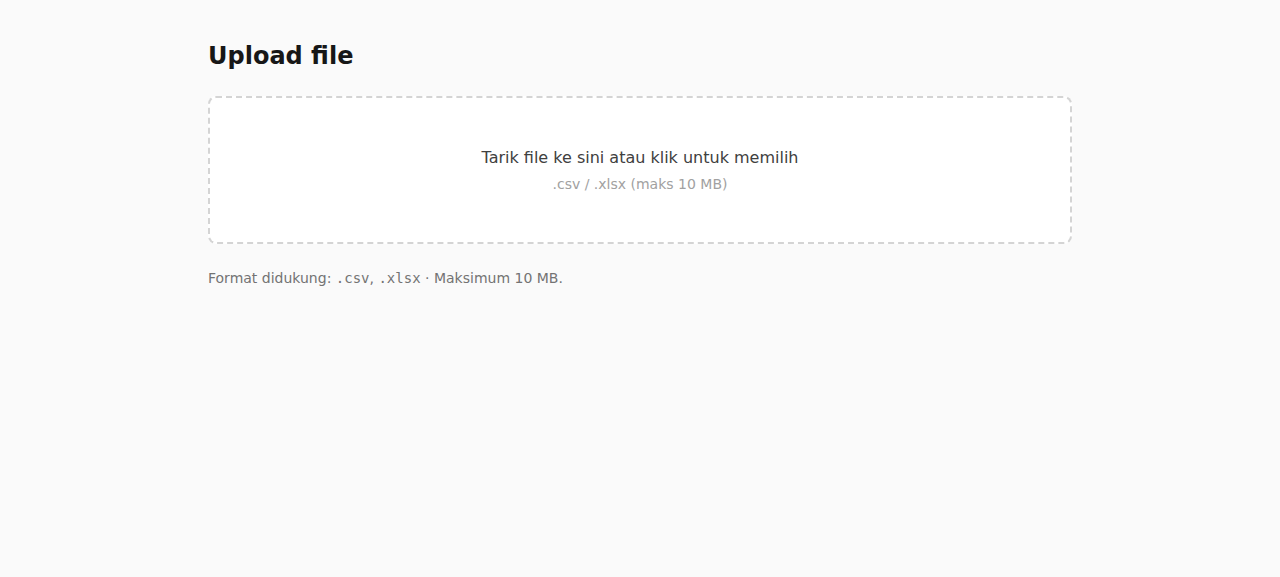 Upload file
Tarik file ke sini atau klik untuk memilih
.csv / .xlsx (maks 10 MB)
Format didukung: .csv, .xlsx · Maksimum 10 MB.